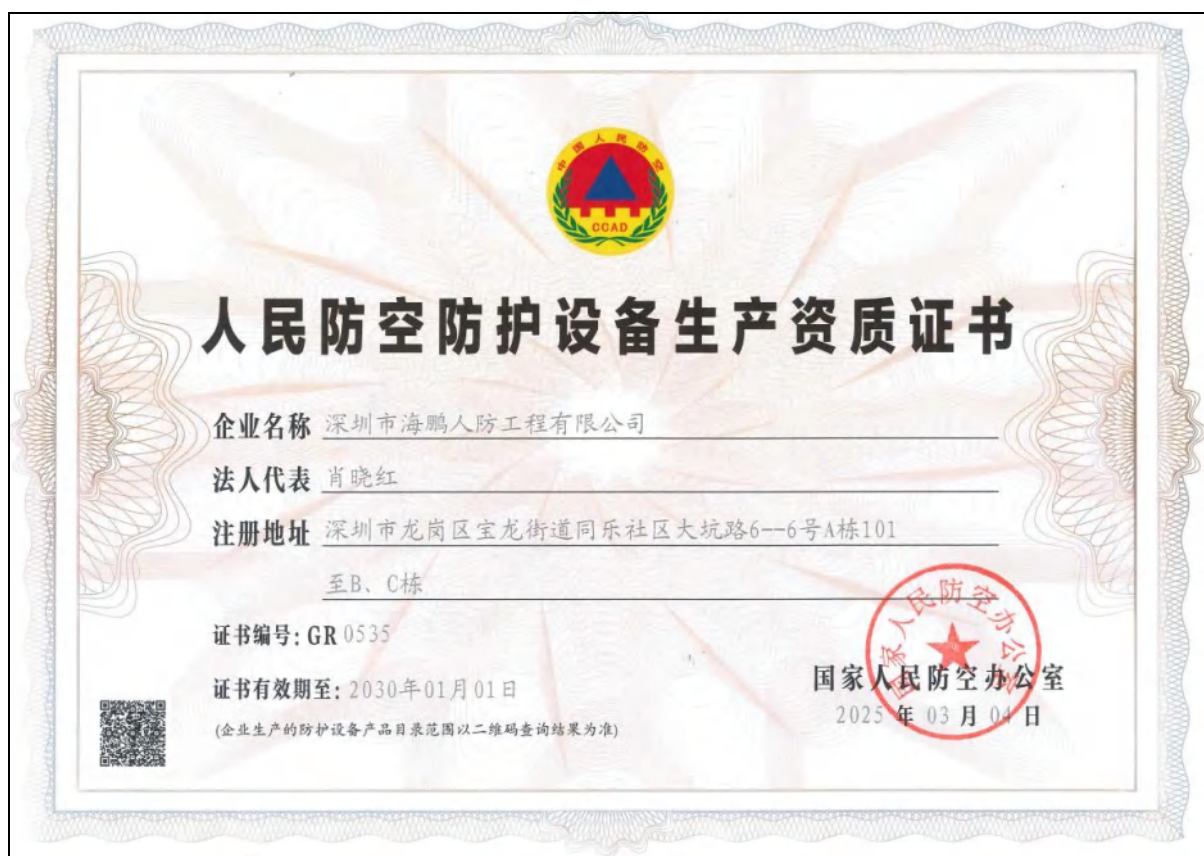 中国人民防空
CCAD
人民防空防护设备生产资质证书
企业名称 深圳市海鹏人防工程有限公司
法人代表 肖晓红
注册地址 深圳市龙岗区宝龙街道同乐社区大坑路6--6号A栋101
至B、C栋
证书编号:GR 0535
证书有效期至:2030年01月01日
(企业生产的防护设备产品目录范围以二维码查询结果为准)
国家人民防空办公室
国家人民防空办公室
2025 年 03 月 04 日